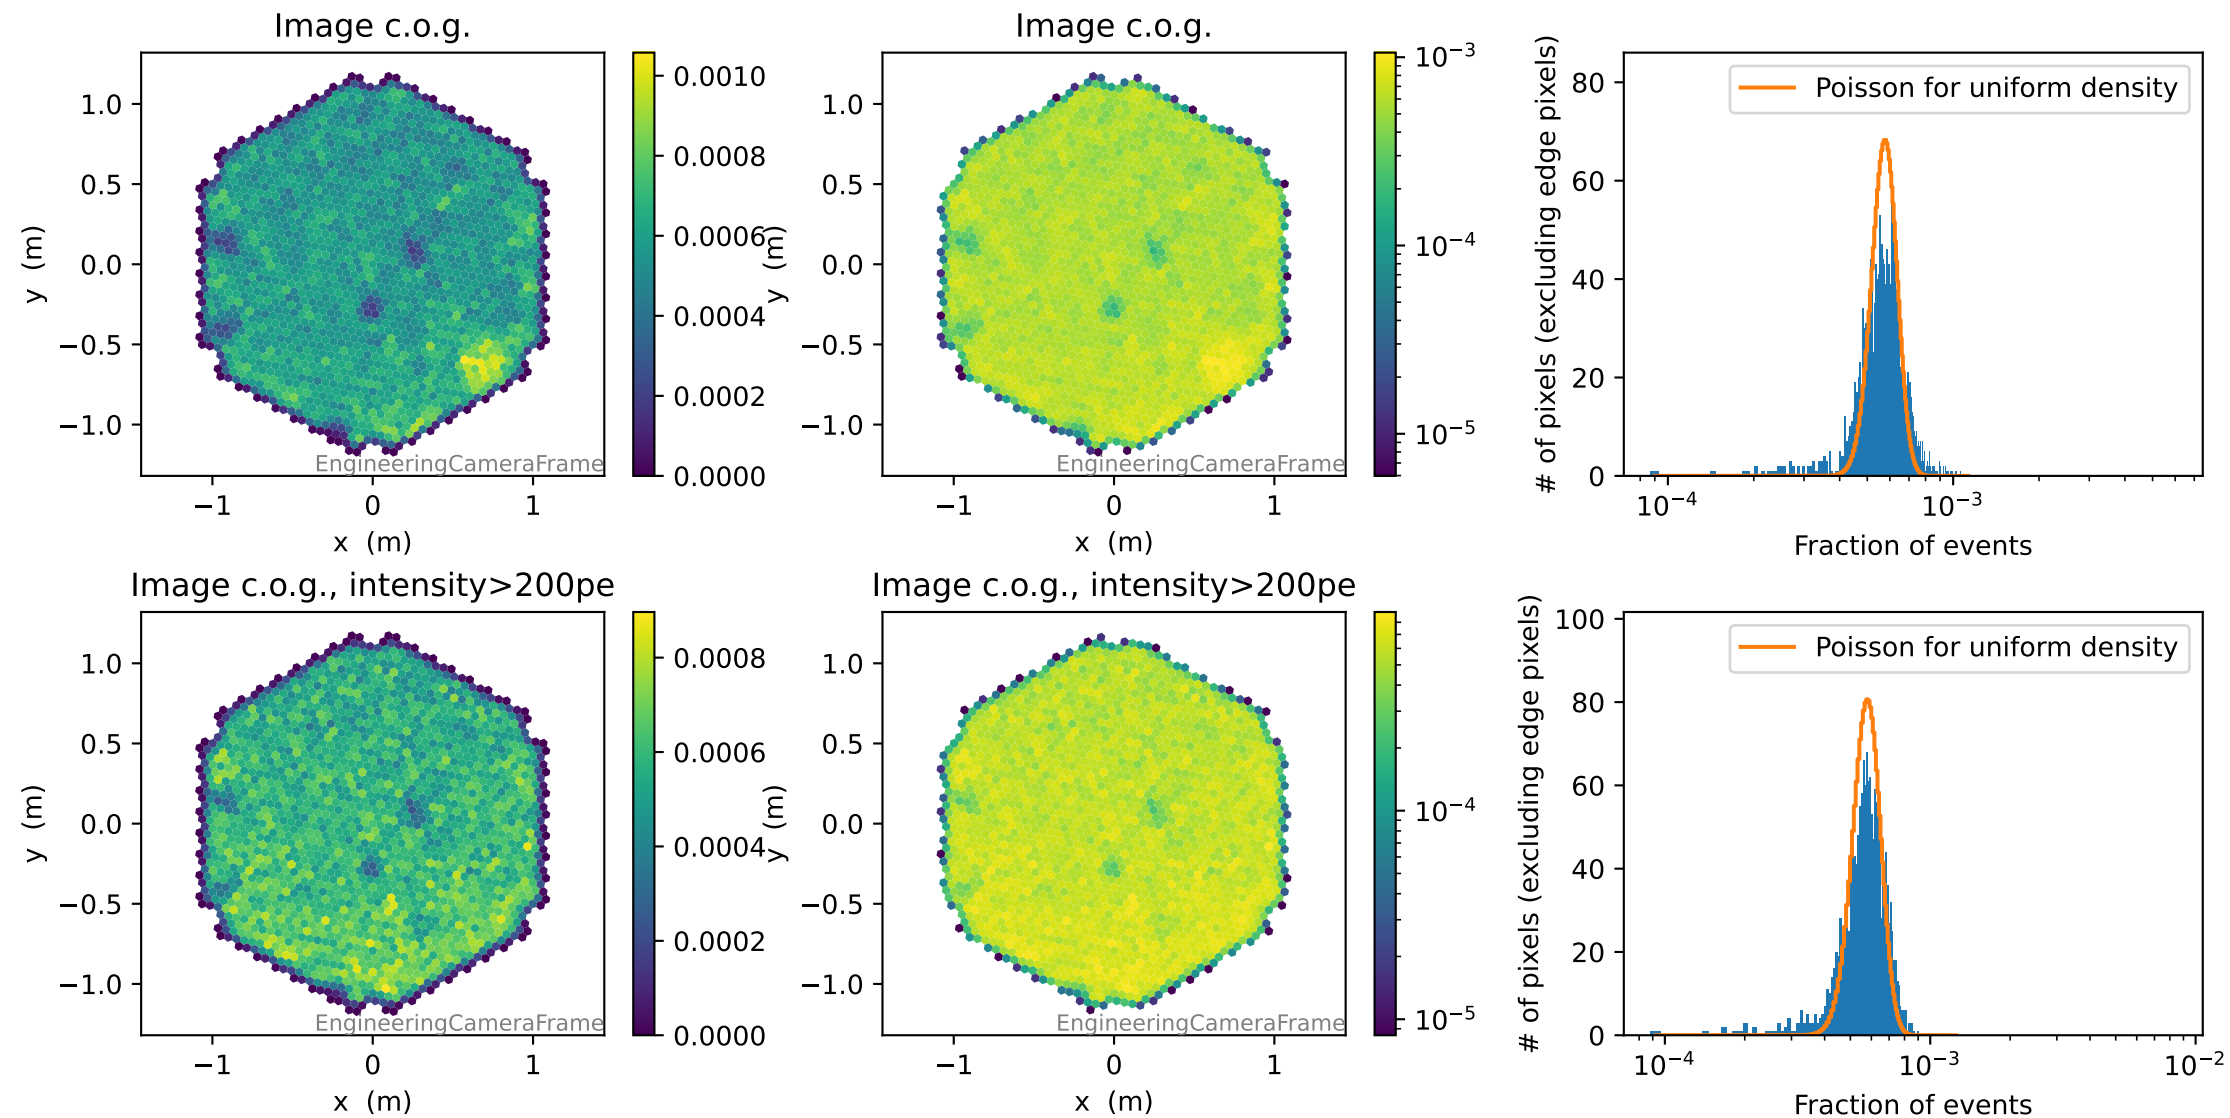 Image c.o.g.
1.0
0.5
0.0
−0.5
−1.0
y (m)
−1
0
1
x (m)
EngineeringCameraFrame
0.0010
0.0008
0.0006
0.0004
0.0002
0.0000
Image c.o.g.
1.0
0.5
0.0
−0.5
−1.0
y (m)
−1
0
1
x (m)
EngineeringCameraFrame
10⁻³
10⁻⁴
10⁻⁵
# of pixels (excluding edge pixels)
80
60
40
20
0
Poisson for uniform density
10⁻⁴
10⁻³
Fraction of events
Image c.o.g., intensity>200pe
1.0
0.5
0.0
−0.5
−1.0
y (m)
−1
0
1
x (m)
EngineeringCameraFrame
0.0008
0.0006
0.0004
0.0002
0.0000
Image c.o.g., intensity>200pe
1.0
0.5
0.0
−0.5
−1.0
y (m)
−1
0
1
x (m)
EngineeringCameraFrame
10⁻⁴
10⁻⁵
# of pixels (excluding edge pixels)
100
80
60
40
20
0
Poisson for uniform density
10⁻⁴
10⁻³
10⁻²
Fraction of events